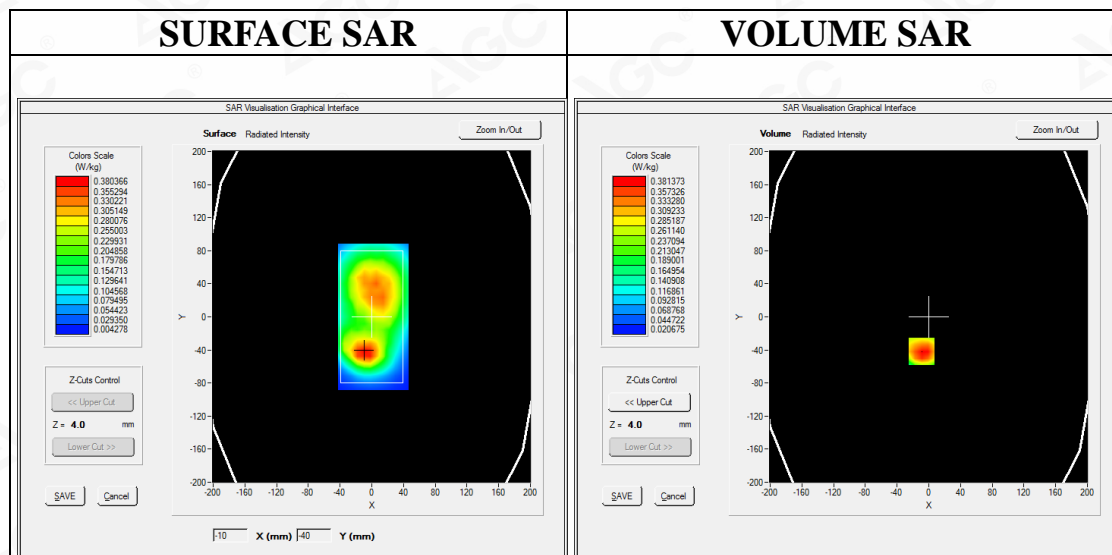 SURFACE SAR
VOLUME SAR
SAR Visualisation Graphical Interface
Surface Radiated Intensity
Zoom In/Out
Colors Scale
(W/kg)
0.380366
0.355294
0.330221
0.305149
0.280076
0.255003
0.229931
0.204858
0.179786
0.154713
0.129641
0.104568
0.079495
0.054423
0.029350
0.004278
200
160
120
80
40
0
-40
-80
-120
-160
-200
Y
-200 -160 -120 -80 -40 0 40 80 120 160 200
X
Z-Cuts Control
<< Upper Cut
Z = 4.0 mm
Lower Cut >>
SAVE Cancel
-10 X (mm) -40 Y (mm)
SAR Visualisation Graphical Interface
Volume Radiated Intensity
Zoom In/Out
Colors Scale
(W/kg)
0.381373
0.357326
0.333280
0.309233
0.285187
0.261140
0.237094
0.213047
0.189001
0.164954
0.140908
0.116861
0.092815
0.068768
0.044722
0.020675
200
160
120
80
40
0
-40
-80
-120
-160
-200
Y
-200 -160 -120 -80 -40 0 40 80 120 160 200
X
Z-Cuts Control
<< Upper Cut
Z = 4.0 mm
Lower Cut >>
SAVE Cancel